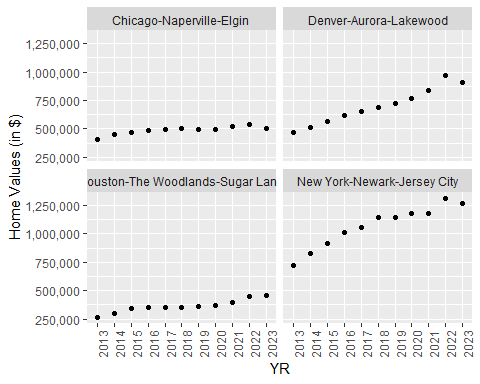 Chicago-Naperville-Elgin
Denver-Aurora-Lakewood
1,250,000
1,000,000
750,000
500,000
250,000
ouston-The Woodlands-Sugar Lan
New York-Newark-Jersey City
1,250,000
1,000,000
750,000
500,000
250,000
Home Values (in $)
2013 2014 2015 2016 2017 2018 2019 2020 2021 2022 2023
2013 2014 2015 2016 2017 2018 2019 2020 2021 2022 2023
YR